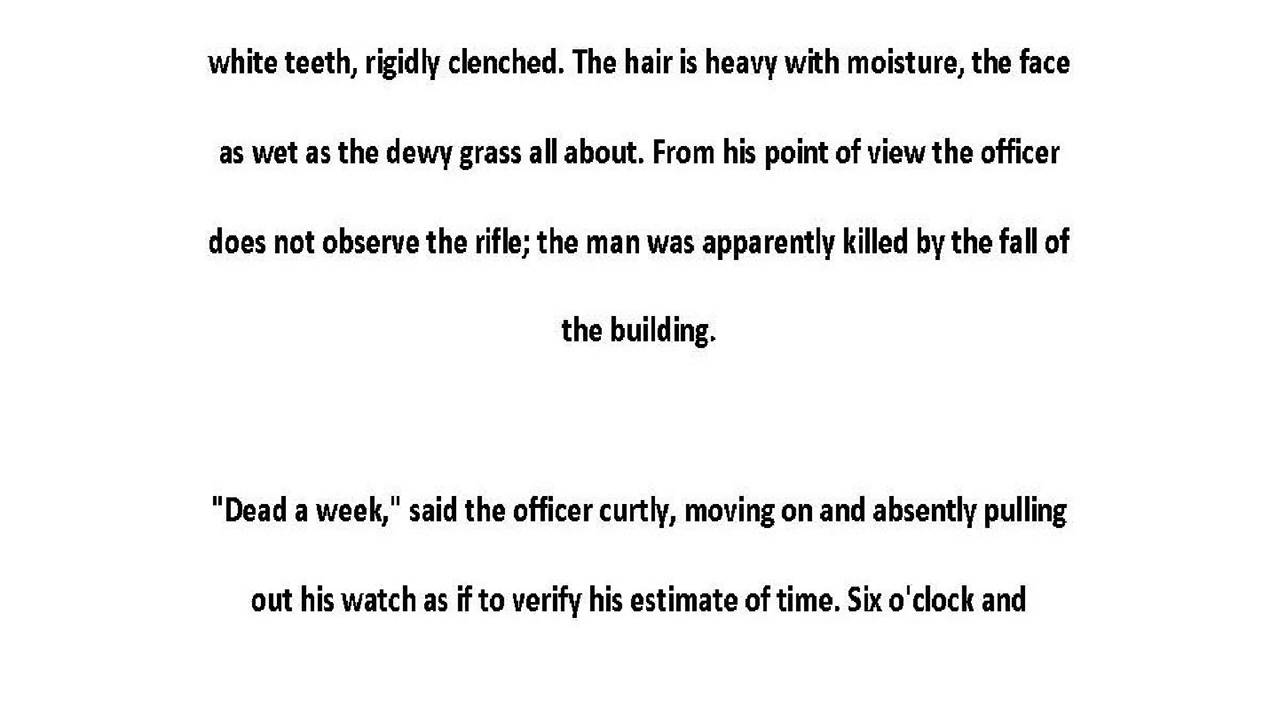 white teeth, rigidly clenched. The hair is heavy with moisture, the face
as wet as the dewy grass all about. From his point of view the officer
does not observe the rifle; the man was apparently killed by the fall of
the building.
"Dead a week," said the officer curtly, moving on and absently pulling
out his watch as if to verify his estimate of time. Six o'clock and